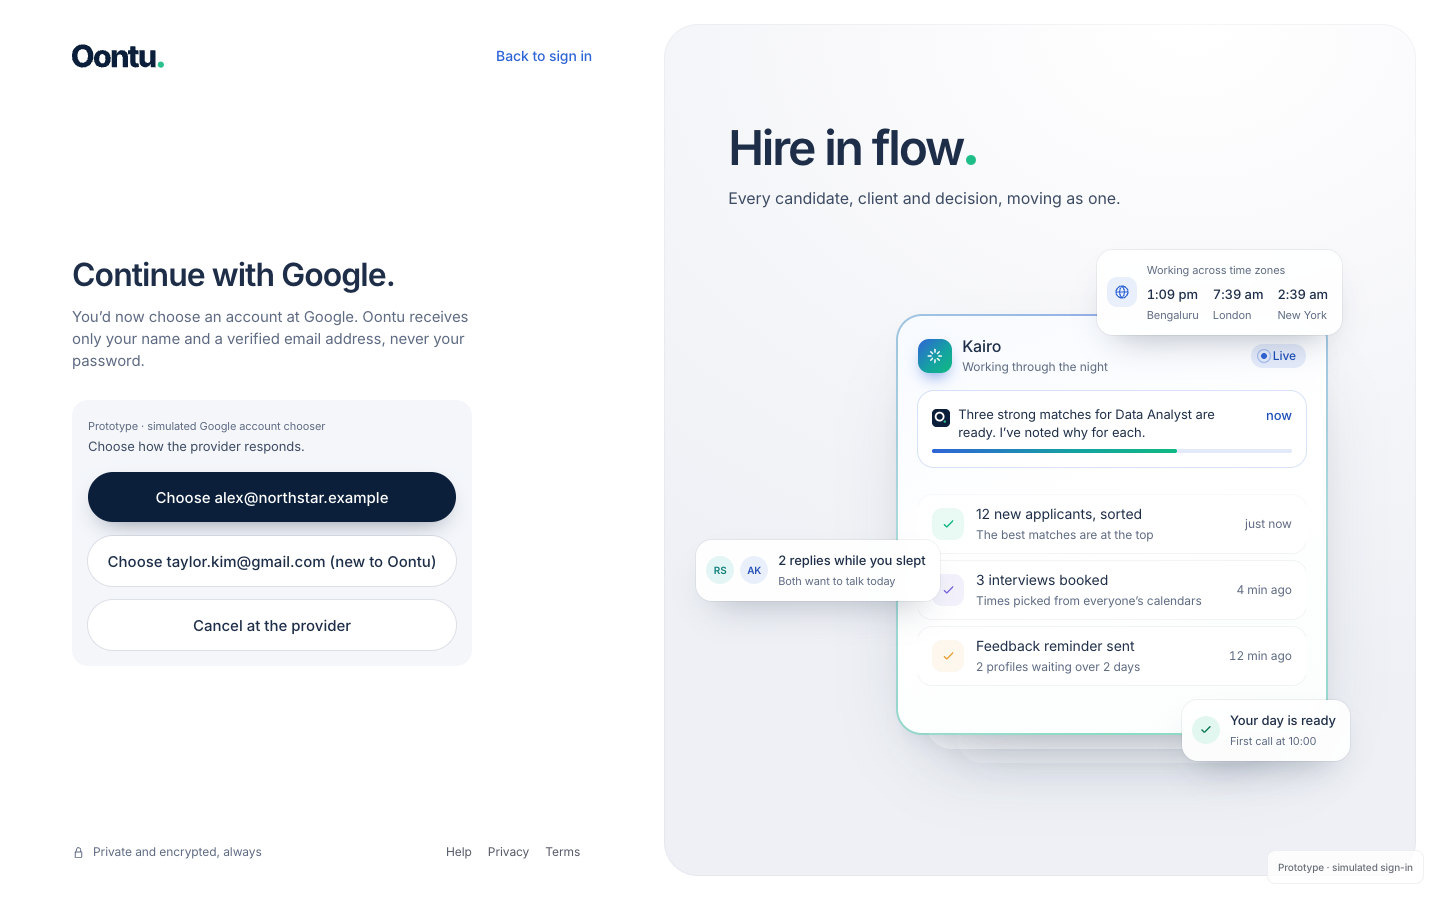 Oontu.
Back to sign in
Continue with Google.
You’d now choose an account at Google. Oontu receives
only your name and a verified email address, never your
password.
Prototype · simulated Google account chooser
Choose how the provider responds.
Choose alex@northstar.example
Choose taylor.kim@gmail.com (new to Oontu)
Cancel at the provider
Private and encrypted, always
Help
Privacy
Terms
Hire in flow.
Every candidate, client and decision, moving as one.
Working across time zones
1:09 pm 7:39 am 2:39 am
Bengaluru London New York
Kairo
Working through the night
Live
Three strong matches for Data Analyst are
ready. I’ve noted why for each.
now
12 new applicants, sorted
The best matches are at the top
just now
RS
AK
2 replies while you slept
Both want to talk today
3 interviews booked
Times picked from everyone’s calendars
4 min ago
Feedback reminder sent
2 profiles waiting over 2 days
12 min ago
Your day is ready
First call at 10:00
Prototype · simulated sign-in